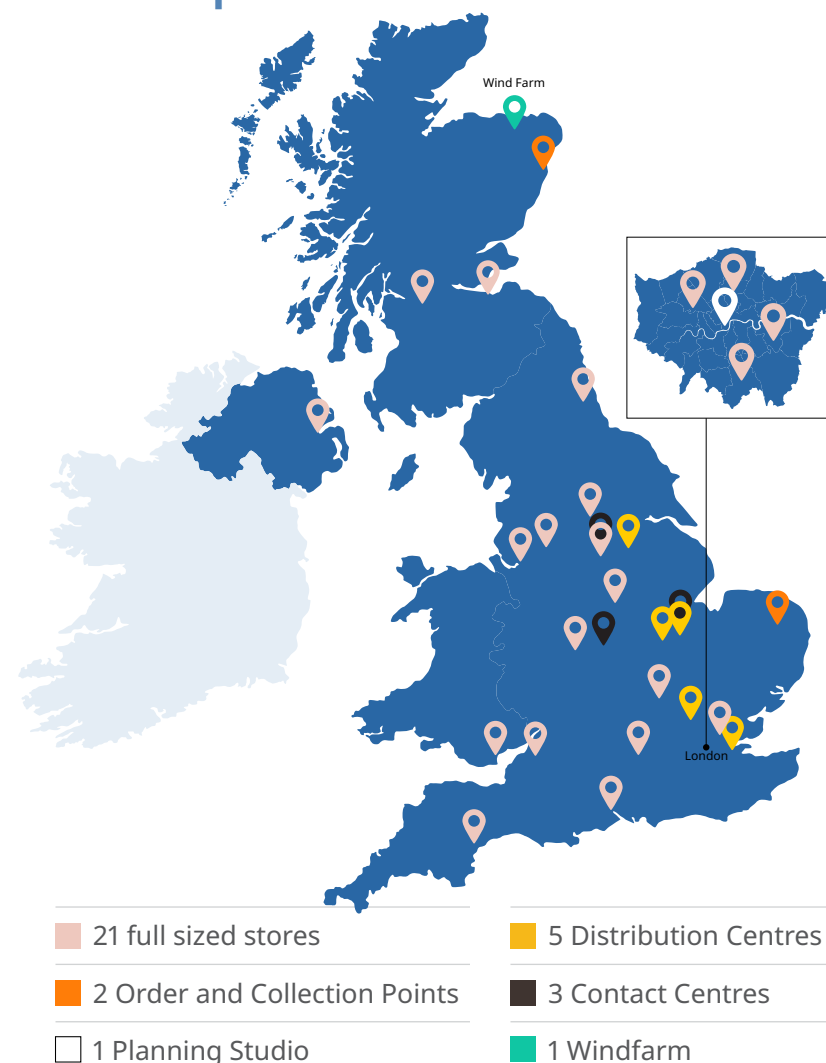 Wind Farm
London
21 full sized stores
5 Distribution Centres
2 Order and Collection Points
3 Contact Centres
1 Planning Studio
1 Windfarm